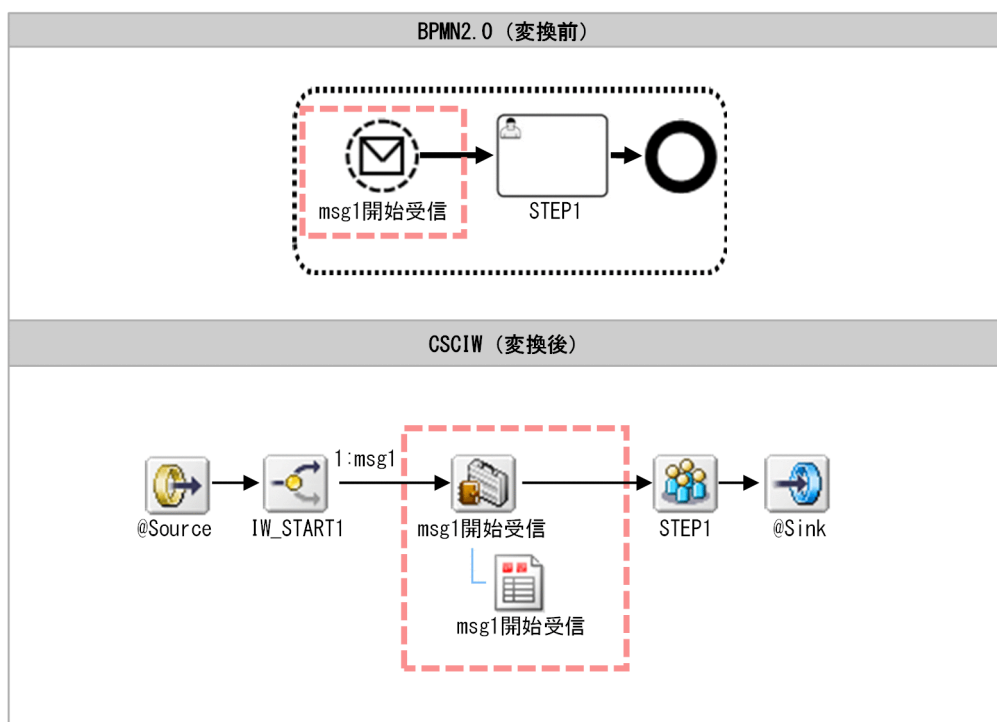 BPMN2.0（変換前）
msg1開始受信
STEP1
CSCIW（変換後）
1:msg1
@Source
IW_START1
msg1開始受信
STEP1
@Sink
msg1開始受信